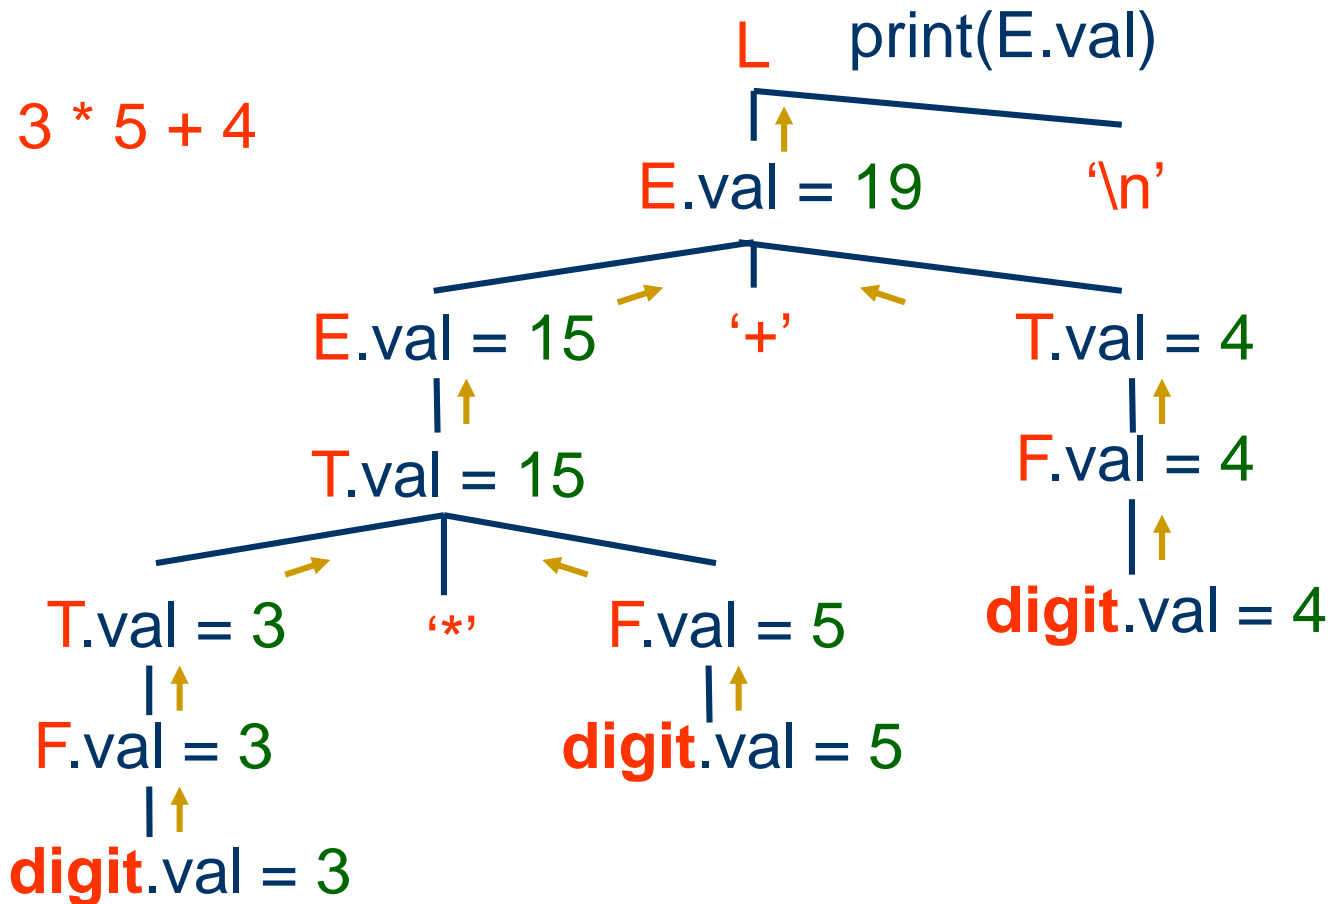 L print(E.val)
3 * 5 + 4
E.val = 19 ‘\n’
E.val = 15 ‘+’ T.val = 4
T.val = 15 F.val = 4
T.val = 3 ‘*’ F.val = 5 digit.val = 4
F.val = 3 digit.val = 5
digit.val = 3